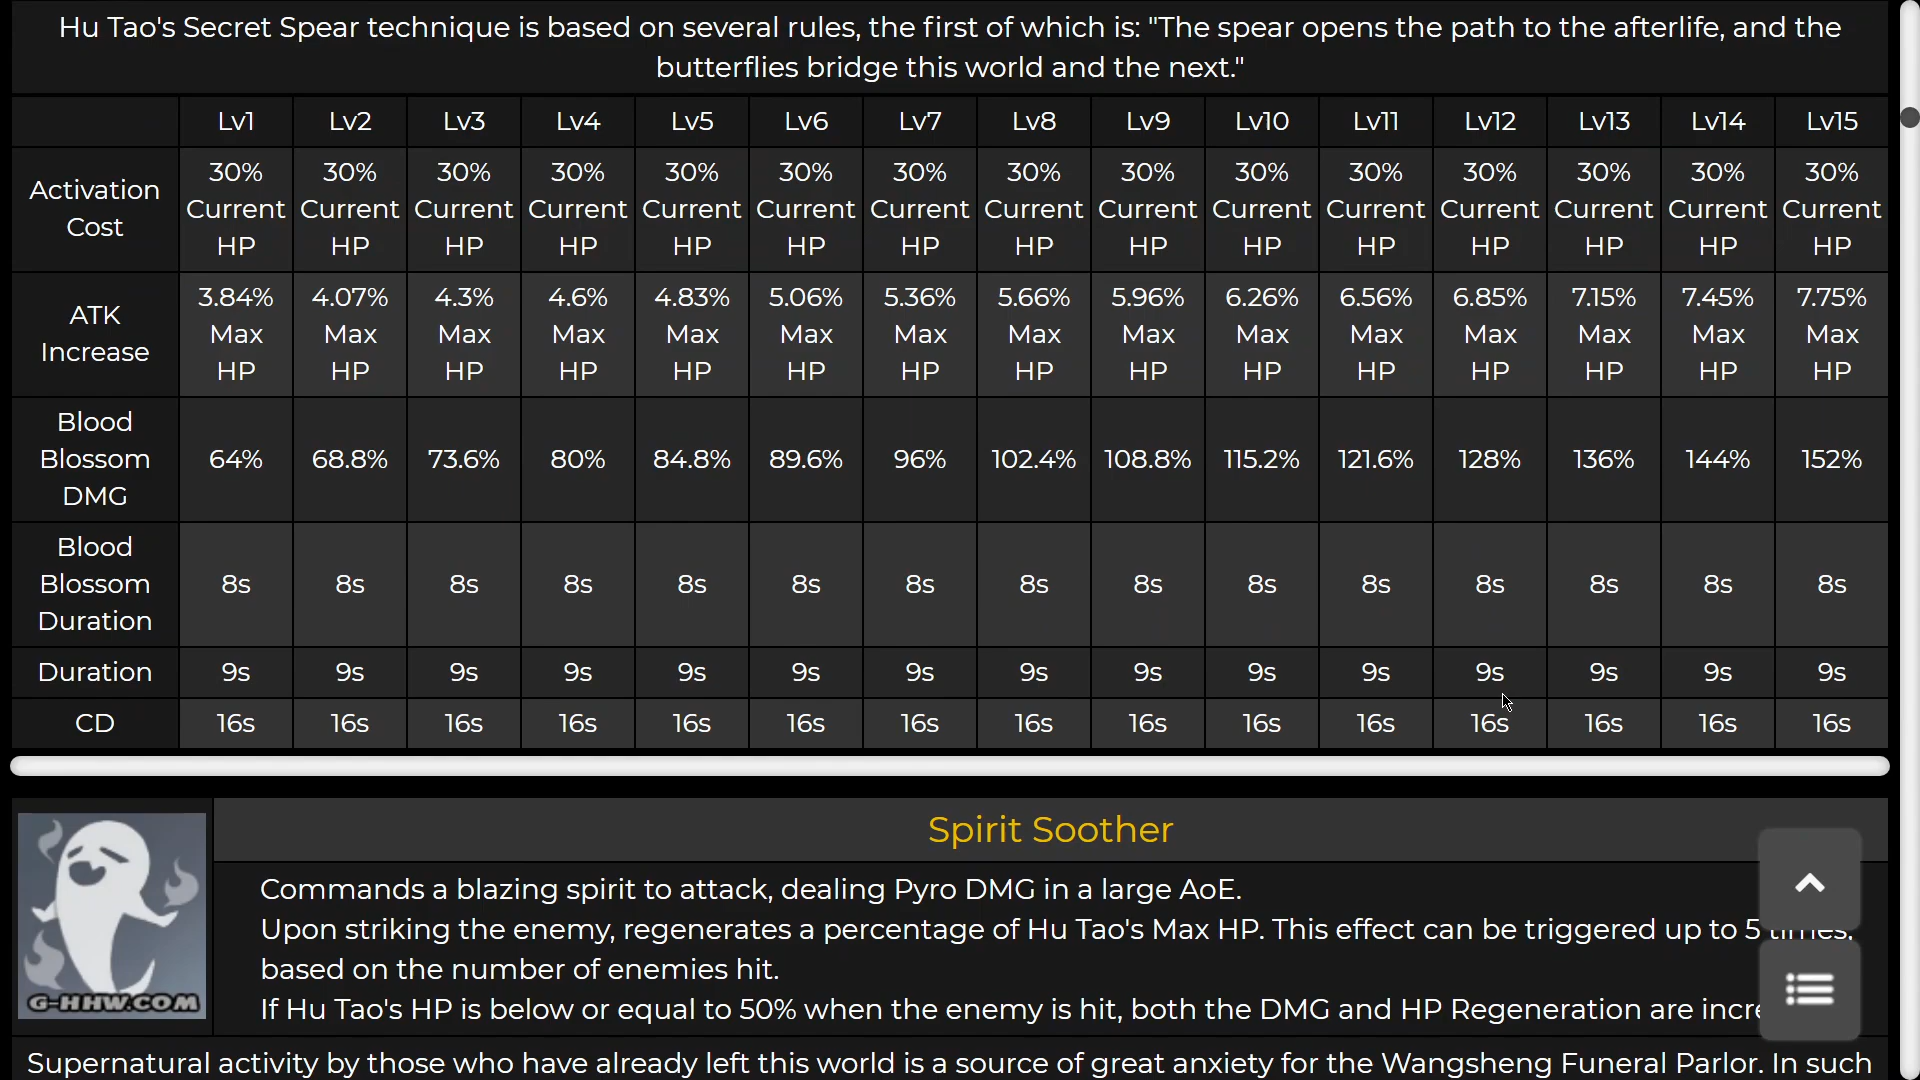 Hu Tao's Secret Spear technique is based on several rules, the first of which is: "The spear opens the path to the afterlife, and the
butterflies bridge this world and the next."
Lv1 Lv2 Lv3 Lv4 Lv5 Lv6 Lv7 Lv8 Lv9 Lv10 Lv11 Lv12 Lv13 Lv14 Lv15
Activation Cost 30% Current HP 30% Current HP 30% Current HP 30% Current HP 30% Current HP 30% Current HP 30% Current HP 30% Current HP 30% Current HP 30% Current HP 30% Current HP 30% Current HP 30% Current HP 30% Current HP 30% Current HP
ATK Increase 3.84% Max HP 4.07% Max HP 4.3% Max HP 4.6% Max HP 4.83% Max HP 5.06% Max HP 5.36% Max HP 5.66% Max HP 5.96% Max HP 6.26% Max HP 6.56% Max HP 6.85% Max HP 7.15% Max HP 7.45% Max HP 7.75% Max HP
Blood Blossom DMG 64% 68.8% 73.6% 80% 84.8% 89.6% 96% 102.4% 108.8% 115.2% 121.6% 128% 136% 144% 152%
Blood Blossom Duration 8s 8s 8s 8s 8s 8s 8s 8s 8s 8s 8s 8s 8s 8s 8s
Duration 9s 9s 9s 9s 9s 9s 9s 9s 9s 9s 9s 9s 9s 9s 9s
CD 16s 16s 16s 16s 16s 16s 16s 16s 16s 16s 16s 16s 16s 16s 16s
G-HHW.COM
Spirit Soother
Commands a blazing spirit to attack, dealing Pyro DMG in a large AoE.
Upon striking the enemy, regenerates a percentage of Hu Tao's Max HP. This effect can be triggered up to 5 times,
based on the number of enemies hit.
If Hu Tao's HP is below or equal to 50% when the enemy is hit, both the DMG and HP Regeneration are
Supernatural activity by those who have already left this world is a source of great anxiety for the Wangsheng Funeral Parlor. In such